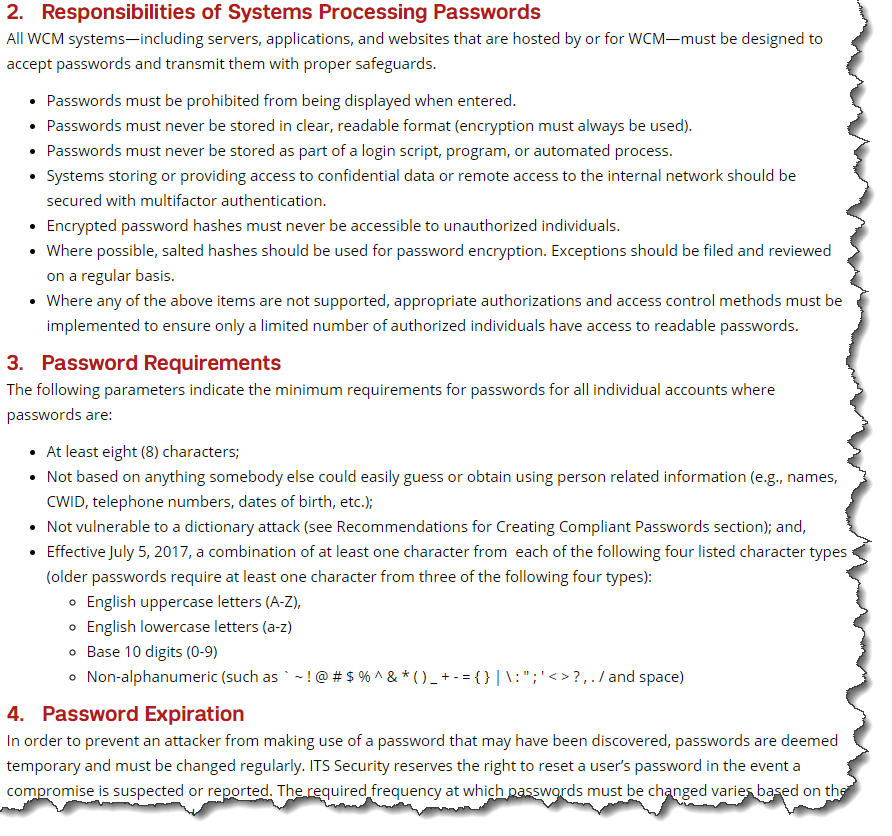 2. Responsibilities of Systems Processing Passwords
All WCM systems—including servers, applications, and websites that are hosted by or for WCM—must be designed to
accept passwords and transmit them with proper safeguards.
• Passwords must be prohibited from being displayed when entered.
• Passwords must never be stored in clear, readable format (encryption must always be used).
• Passwords must never be stored as part of a login script, program, or automated process.
• Systems storing or providing access to confidential data or remote access to the internal network should be
secured with multifactor authentication.
• Encrypted password hashes must never be accessible to unauthorized individuals.
• Where possible, salted hashes should be used for password encryption. Exceptions should be filed and reviewed
on a regular basis.
• Where any of the above items are not supported, appropriate authorizations and access control methods must be
implemented to ensure only a limited number of authorized individuals have access to readable passwords.
3. Password Requirements
The following parameters indicate the minimum requirements for passwords for all individual accounts where
passwords are:
• At least eight (8) characters;
• Not based on anything somebody else could easily guess or obtain using person related information (e.g., names,
CWID, telephone numbers, dates of birth, etc.);
• Not vulnerable to a dictionary attack (see Recommendations for Creating Compliant Passwords section); and,
• Effective July 5, 2017, a combination of at least one character from  each of the following four listed character types
(older passwords require at least one character from three of the following four types):
◦ English uppercase letters (A-Z),
◦ English lowercase letters (a-z)
◦ Base 10 digits (0-9)
◦ Non-alphanumeric (such as ` ~ ! @ # $ % ^ & * ( ) _ + - = { } | \ : " ; ' < > ? , . / and space)
4. Password Expiration
In order to prevent an attacker from making use of a password that may have been discovered, passwords are deemed
temporary and must be changed regularly. ITS Security reserves the right to reset a user’s password in the event a
compromise is suspected or reported. The required frequency at which passwords must be changed varies based on the